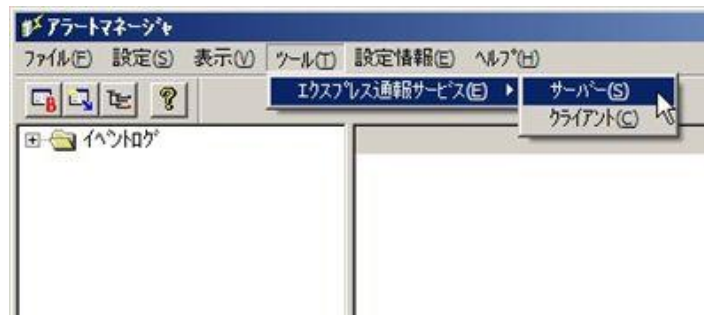 アラートマネージャ
ファイル(F) 設定(S) 表示(V) ツール(T) 設定情報(E) ヘルプ(H)
エクスプレス通報サービス(E) サーバー(S)
クライアント(C)
イベントログ